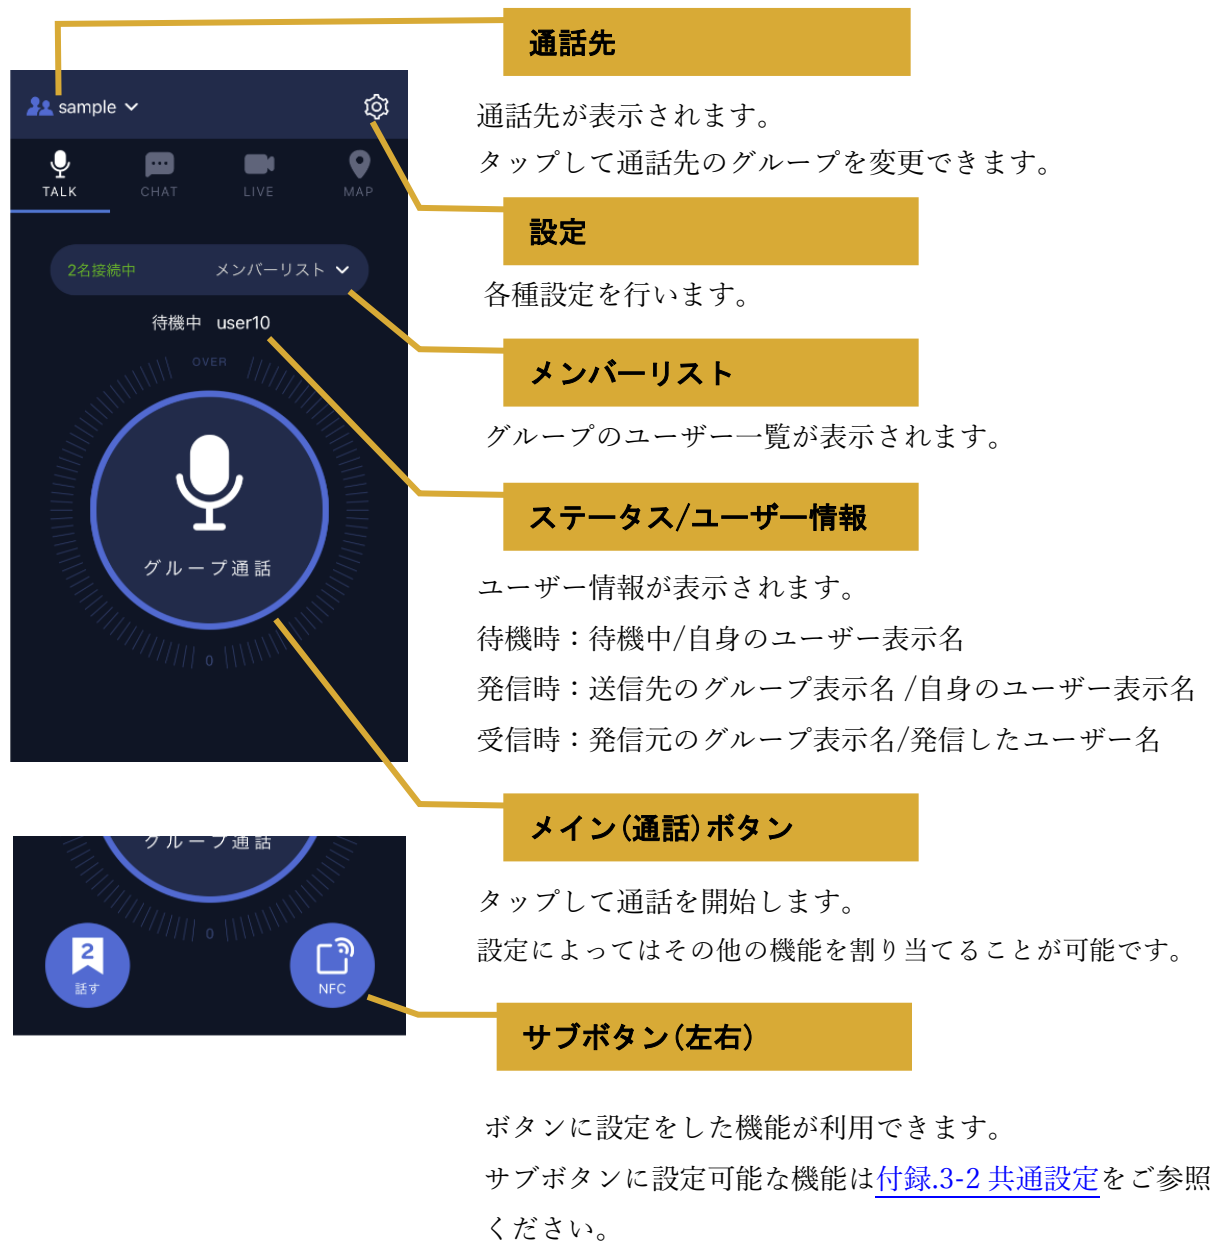 通話先
sample
通話先が表示されます。
タップして通話先のグループを変更できます。
TALK
CHAT
LIVE
MAP
設定
各種設定を行います。
2名接続中
メンバーリスト
待機中 user10
メンバーリスト
OVER
グループのユーザー一覧が表示されます。
ステータス/ユーザー情報
グループ通話
ユーザー情報が表示されます。
待機時：待機中/自身のユーザー表示名
0
発信時：送信先のグループ表示名 /自身のユーザー表示名
受信時：発信元のグループ表示名/発信したユーザー名
メイン(通話)ボタン
グループ通話
タップして通話を開始します。
0
設定によってはその他の機能を割り当てることが可能です。
2
話す
NFC
サブボタン(左右)
ボタンに設定をした機能が利用できます。
サブボタンに設定可能な機能は付録.3-2 共通設定をご参照
ください。